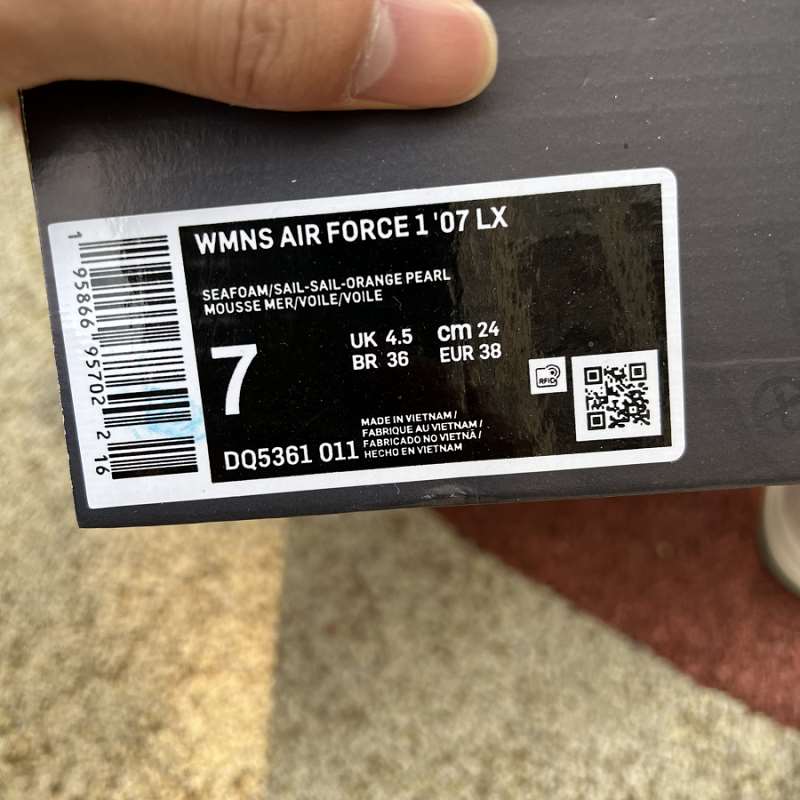 WMNS AIR FORCE 1 '07 LX
SEAFOAM/SAIL-SAIL-ORANGE PEARL
MOUSSE MER/VOILE/VOILE
7
UK 4.5 cm 24
BR 36 EUR 38
RFID
MADE IN VIETNAM /
FABRIQUE AU VIETNAM /
FABRICADO NO VIETNÃ /
HECHO EN VIETNAM
DQ5361 011
1 95866 95702 2 16